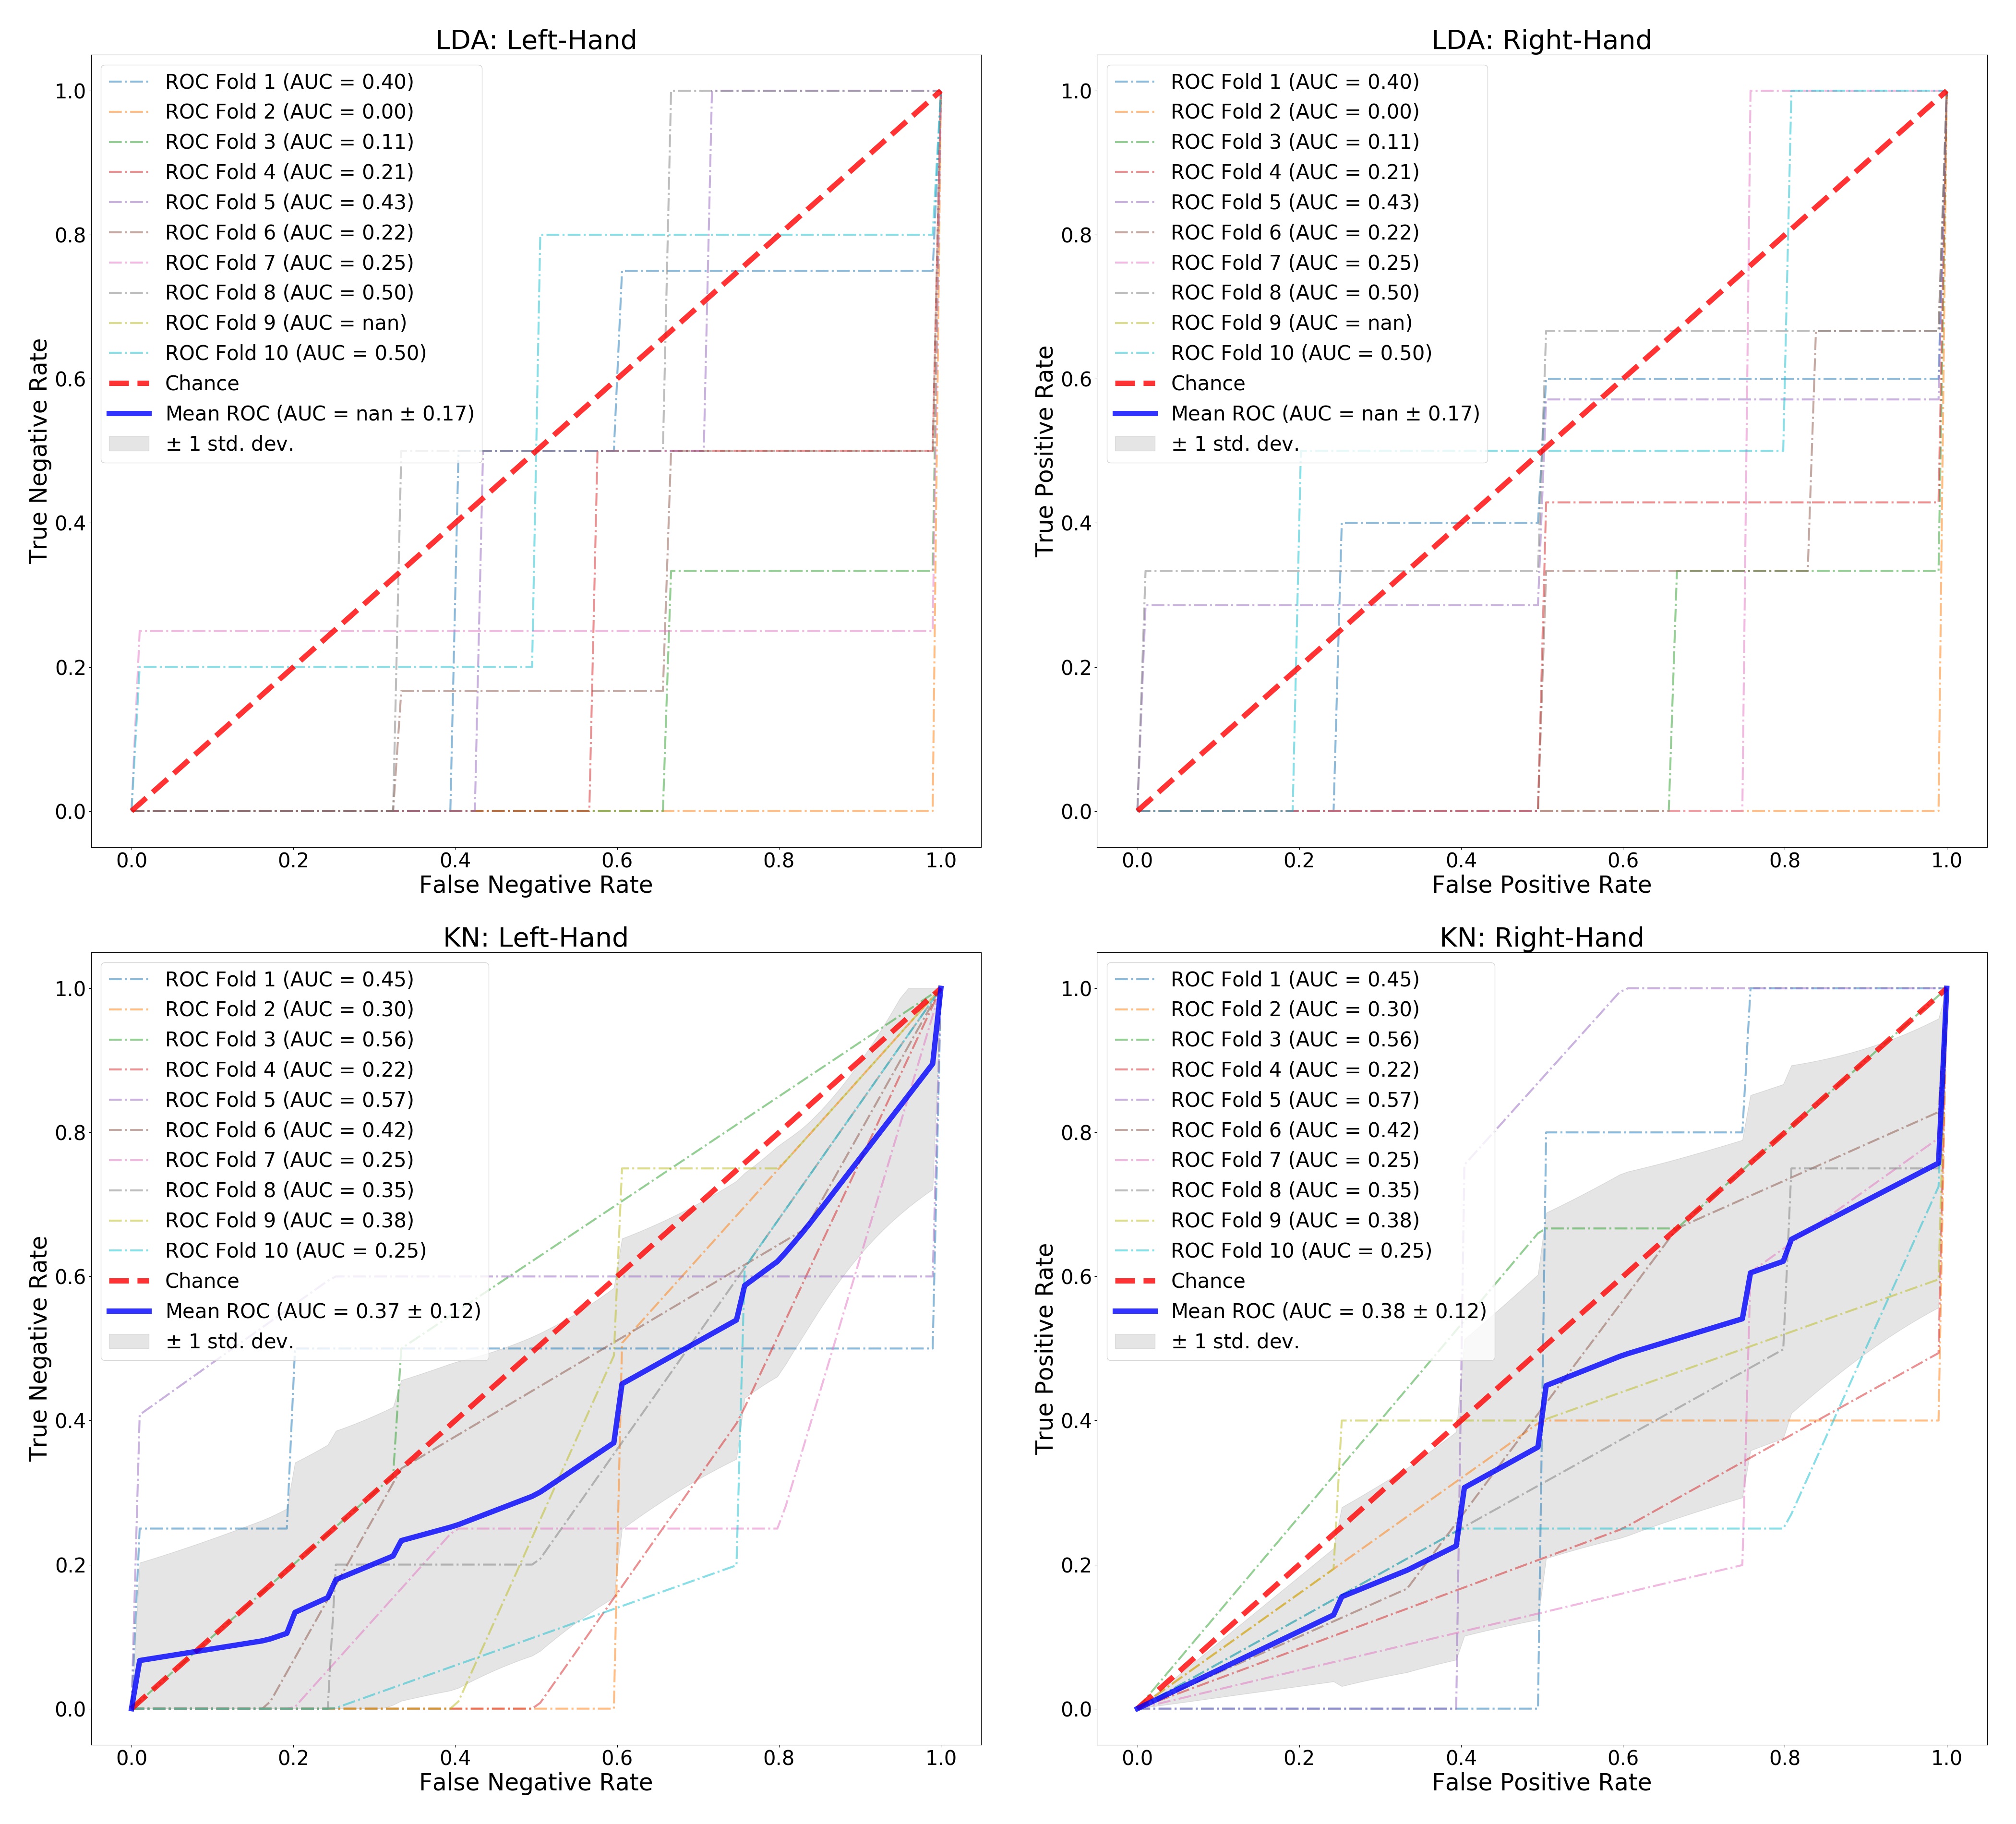 LDA: Left-Hand
True Negative Rate
1.0
0.8
0.6
0.4
0.2
0.0
ROC Fold 1 (AUC = 0.40)
ROC Fold 2 (AUC = 0.00)
ROC Fold 3 (AUC = 0.11)
ROC Fold 4 (AUC = 0.21)
ROC Fold 5 (AUC = 0.43)
ROC Fold 6 (AUC = 0.22)
ROC Fold 7 (AUC = 0.25)
ROC Fold 8 (AUC = 0.50)
ROC Fold 9 (AUC = nan)
ROC Fold 10 (AUC = 0.50)
Chance
Mean ROC (AUC = nan ± 0.17)
± 1 std. dev.
0.0 0.2 0.4 0.6 0.8 1.0
False Negative Rate
LDA: Right-Hand
True Positive Rate
1.0
0.8
0.6
0.4
0.2
0.0
ROC Fold 1 (AUC = 0.40)
ROC Fold 2 (AUC = 0.00)
ROC Fold 3 (AUC = 0.11)
ROC Fold 4 (AUC = 0.21)
ROC Fold 5 (AUC = 0.43)
ROC Fold 6 (AUC = 0.22)
ROC Fold 7 (AUC = 0.25)
ROC Fold 8 (AUC = 0.50)
ROC Fold 9 (AUC = nan)
ROC Fold 10 (AUC = 0.50)
Chance
Mean ROC (AUC = nan ± 0.17)
± 1 std. dev.
0.0 0.2 0.4 0.6 0.8 1.0
False Positive Rate
KN: Left-Hand
True Negative Rate
1.0
0.8
0.6
0.4
0.2
0.0
ROC Fold 1 (AUC = 0.45)
ROC Fold 2 (AUC = 0.30)
ROC Fold 3 (AUC = 0.56)
ROC Fold 4 (AUC = 0.22)
ROC Fold 5 (AUC = 0.57)
ROC Fold 6 (AUC = 0.42)
ROC Fold 7 (AUC = 0.25)
ROC Fold 8 (AUC = 0.35)
ROC Fold 9 (AUC = 0.38)
ROC Fold 10 (AUC = 0.25)
Chance
Mean ROC (AUC = 0.37 ± 0.12)
± 1 std. dev.
0.0 0.2 0.4 0.6 0.8 1.0
False Negative Rate
KN: Right-Hand
True Positive Rate
1.0
0.8
0.6
0.4
0.2
0.0
ROC Fold 1 (AUC = 0.45)
ROC Fold 2 (AUC = 0.30)
ROC Fold 3 (AUC = 0.56)
ROC Fold 4 (AUC = 0.22)
ROC Fold 5 (AUC = 0.57)
ROC Fold 6 (AUC = 0.42)
ROC Fold 7 (AUC = 0.25)
ROC Fold 8 (AUC = 0.35)
ROC Fold 9 (AUC = 0.38)
ROC Fold 10 (AUC = 0.25)
Chance
Mean ROC (AUC = 0.38 ± 0.12)
± 1 std. dev.
0.0 0.2 0.4 0.6 0.8 1.0
False Positive Rate